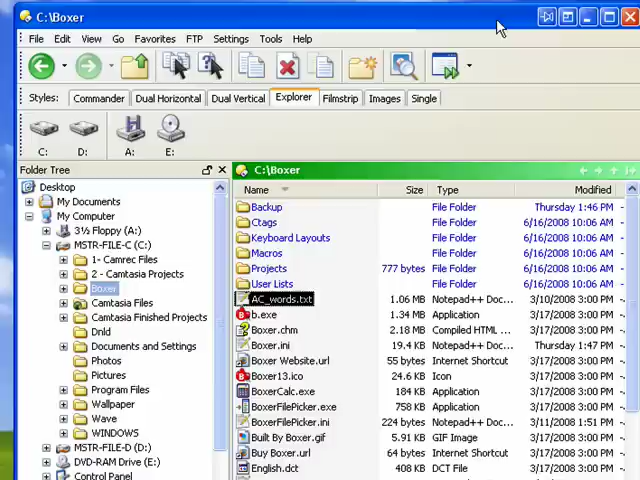 C:\Boxer
File Edit View Go Favorites FTP Settings Tools Help
Styles: Commander Dual Horizontal Dual Vertical Explorer Filmstrip Images Single
C: D: A: E:
Folder Tree
C:\Boxer
Desktop
My Documents
My Computer
3½ Floppy (A:)
MSTR-FILE-C (C:)
1- Camrec Files
2 - Camtasia Projects
Boxer
Camtasia Files
Camtasia Finished Projects
Dnld
Documents and Settings
Photos
Pictures
Program Files
Wallpaper
Wave
WINDOWS
MSTR-FILE-D (D:)
DVD-RAM Drive (E:)
Control Panel
Name Size Type Modified
Backup File Folder Thursday 1:46 PM
Ctags File Folder 6/16/2008 10:06 AM
Keyboard Layouts File Folder 6/16/2008 10:06 AM
Macros File Folder 6/16/2008 10:06 AM
Projects 777 bytes File Folder 6/16/2008 10:06 AM
User Lists File Folder 6/16/2008 10:06 AM
AC_words.txt 1.06 MB Notepad++ Doc... 3/10/2008 3:00 PM
b.exe 1.34 MB Application 3/17/2008 3:00 PM
Boxer.chm 2.18 MB Compiled HTML ... 3/17/2008 3:00 PM
Boxer.ini 19.4 KB Notepad++ Doc... Thursday 1:47 PM
Boxer Website.url 55 bytes Internet Shortcut 3/17/2008 3:00 PM
Boxer13.ico 24.6 KB Icon 3/17/2008 3:00 PM
BoxerCalc.exe 184 KB Application 3/17/2008 3:00 PM
BoxerFilePicker.exe 758 KB Application 3/17/2008 3:00 PM
BoxerFilePicker.ini 224 bytes Notepad++ Doc... 3/11/2008 1:51 PM
Built By Boxer.gif 5.91 KB GIF Image 3/17/2008 3:00 PM
Buy Boxer.url 64 bytes Internet Shortcut 3/17/2008 3:00 PM
English.dct 408 KB DCT File 3/17/2008 3:00 PM